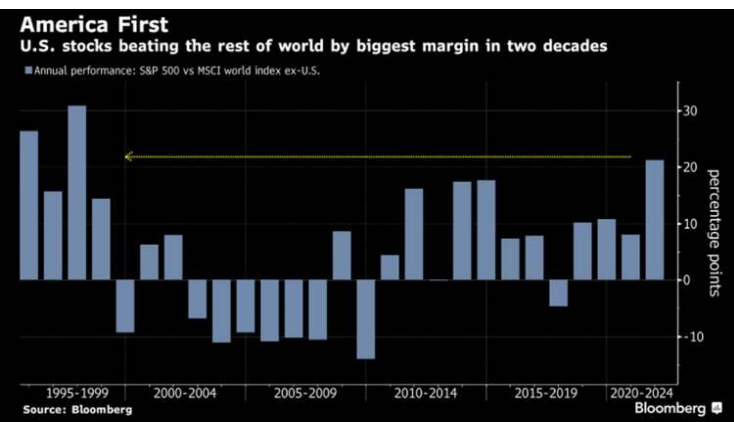 America First
U.S. stocks beating the rest of world by biggest margin in two decades
Annual performance: S&P 500 vs MSCI world index ex-U.S.
30
20
10
0
-10
percentage points
1995-1999 2000-2004 2005-2009 2010-2014 2015-2019 2020-2024
Source: Bloomberg
Bloomberg